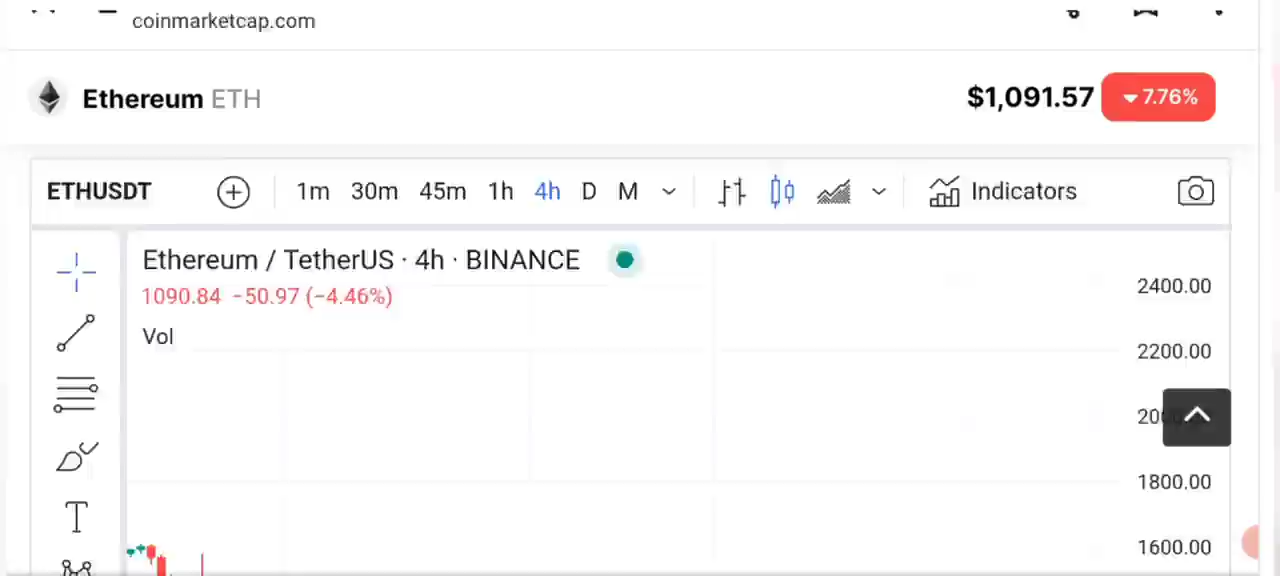 coinmarketcap.com
Ethereum ETH
$1,091.57 7.76%
ETHUSDT 1m 30m 45m 1h 4h D M Indicators
Ethereum / TetherUS · 4h · BINANCE
1090.84 −50.97 (−4.46%)
Vol
2400.00
2200.00
1800.00
1600.00